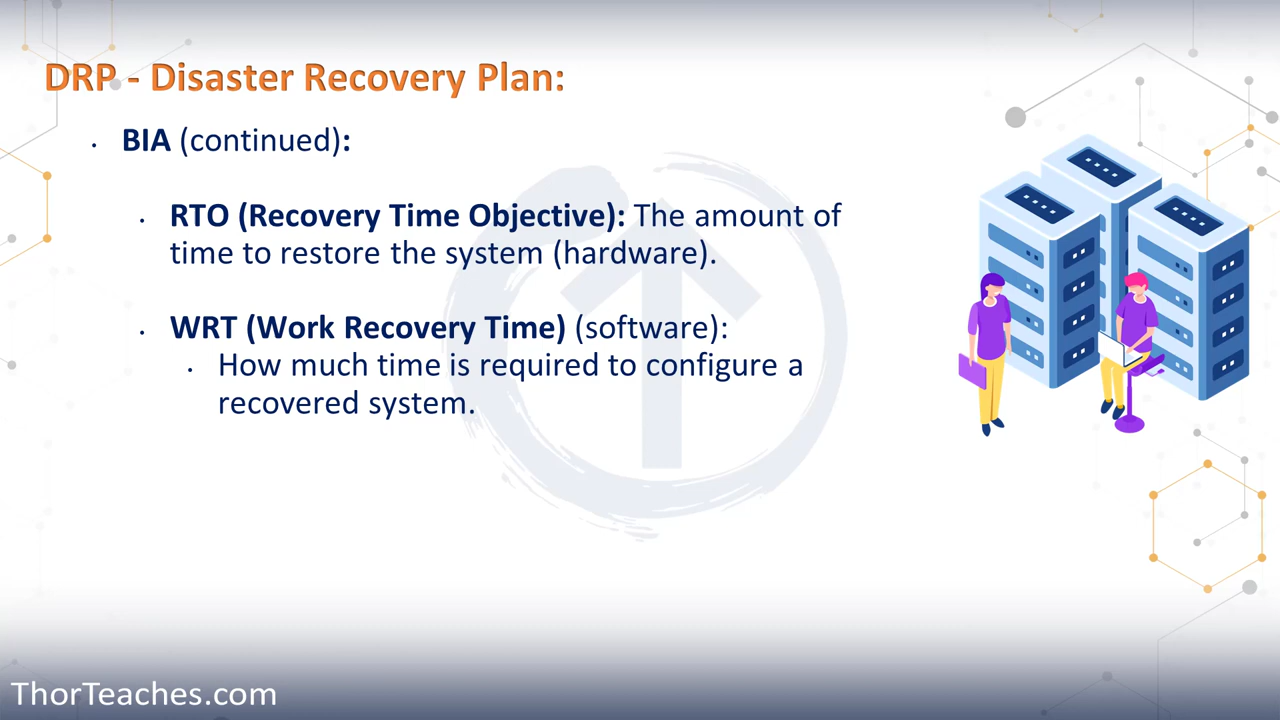 DRP - Disaster Recovery Plan:
• BIA (continued):
• RTO (Recovery Time Objective): The amount of
time to restore the system (hardware).
• WRT (Work Recovery Time) (software):
• How much time is required to configure a
recovered system.
ThorTeaches.com